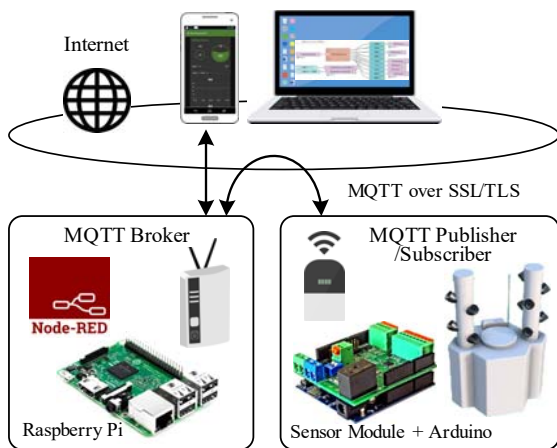 Internet
MQTT over SSL/TLS
MQTT Broker
Node-RED
Raspberry Pi
MQTT Publisher
/Subscriber
Sensor Module + Arduino